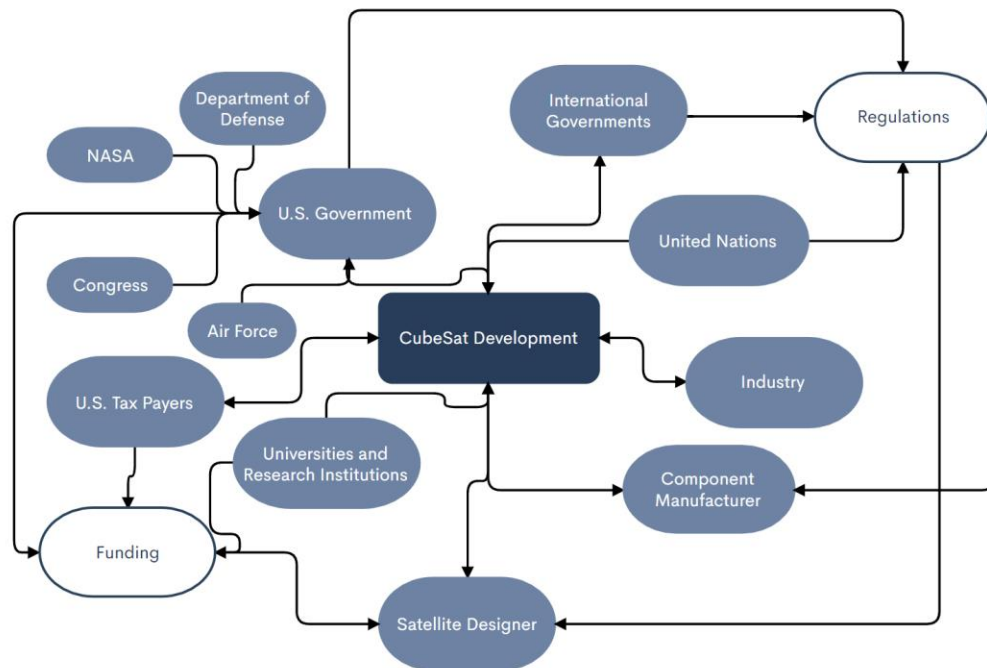 Department of
Defense
International
Governments
Regulations
NASA
U.S. Government
United Nations
Congress
Air Force
CubeSat Development
U.S. Tax Payers
Industry
Universities and
Research Institutions
Component
Manufacturer
Funding
Satellite Designer